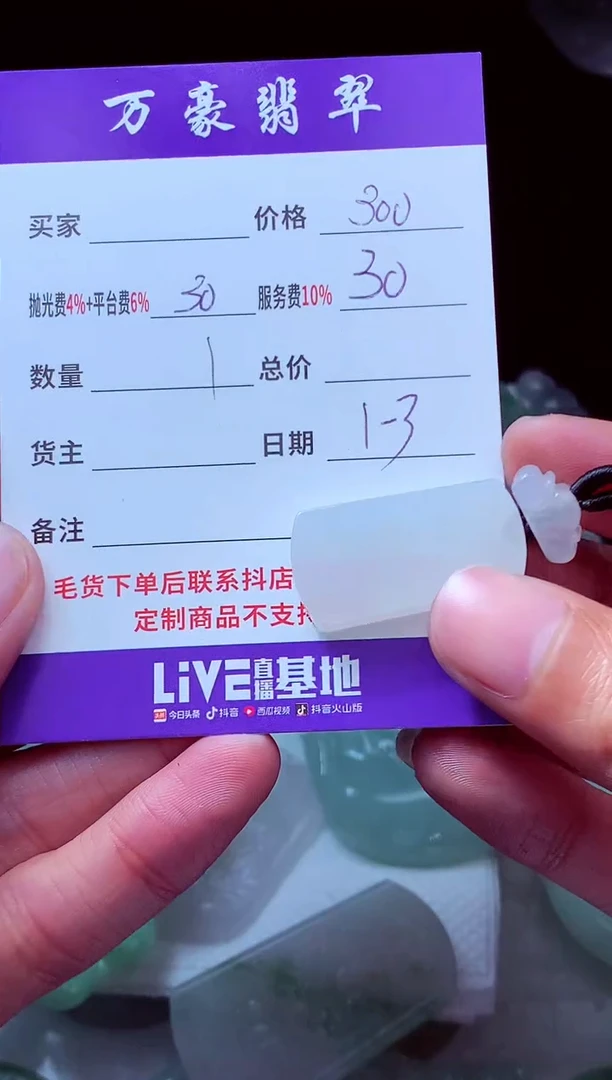 万豪翡翠
买家 价格 300
抛光费4%+平台费6% 30 服务费10% 30
数量 1 总价
货主 日期 1-3
备注
毛货下单后联系抖店
定制商品不支持
LiVE直播基地
头条 今日头条 抖音 西瓜视频 抖音火山版